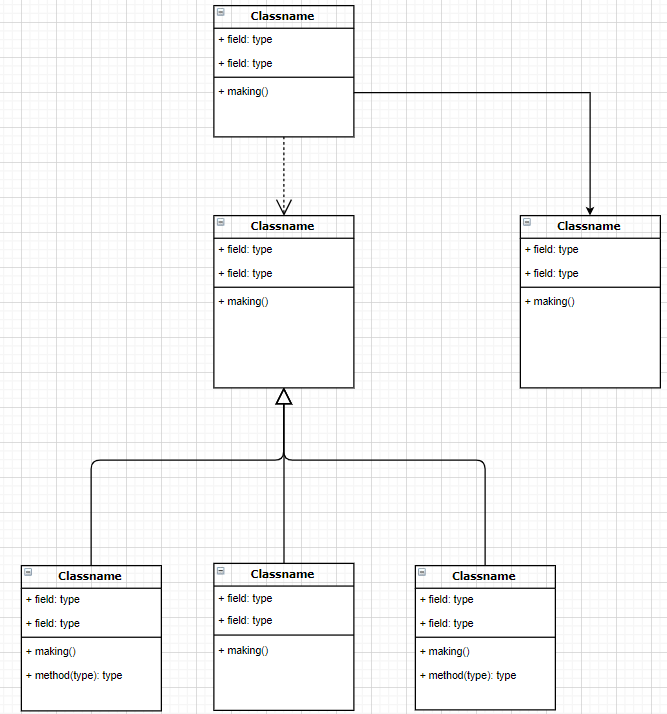 Classname
+ field: type
+ field: type
+ making()
Classname
+ field: type
+ field: type
+ making()
Classname
+ field: type
+ field: type
+ making()
Classname
+ field: type
+ field: type
+ making()
+ method(type): type
Classname
+ field: type
+ field: type
+ making()
Classname
+ field: type
+ field: type
+ making()
+ method(type): type